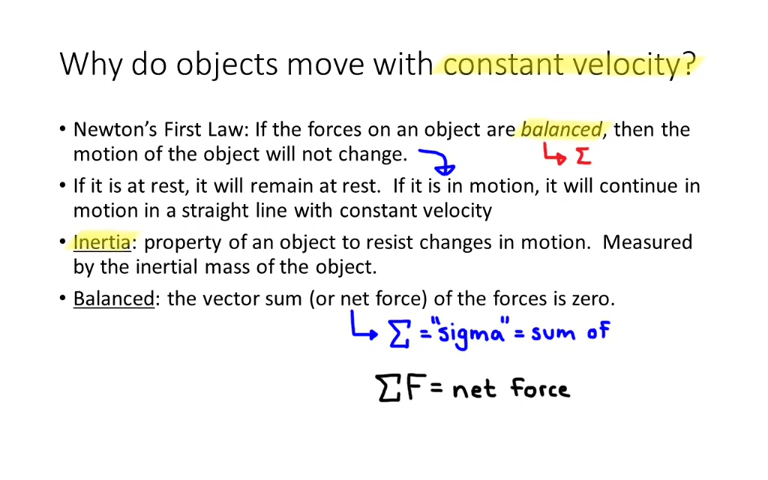 Why do objects move with constant velocity?
• Newton's First Law: If the forces on an object are balanced, then the
motion of the object will not change.
Σ
• If it is at rest, it will remain at rest. If it is in motion, it will continue in
motion in a straight line with constant velocity
• Inertia: property of an object to resist changes in motion. Measured
by the inertial mass of the object.
• Balanced: the vector sum (or net force) of the forces is zero.
Σ = "sigma" = sum of
ΣF = net force